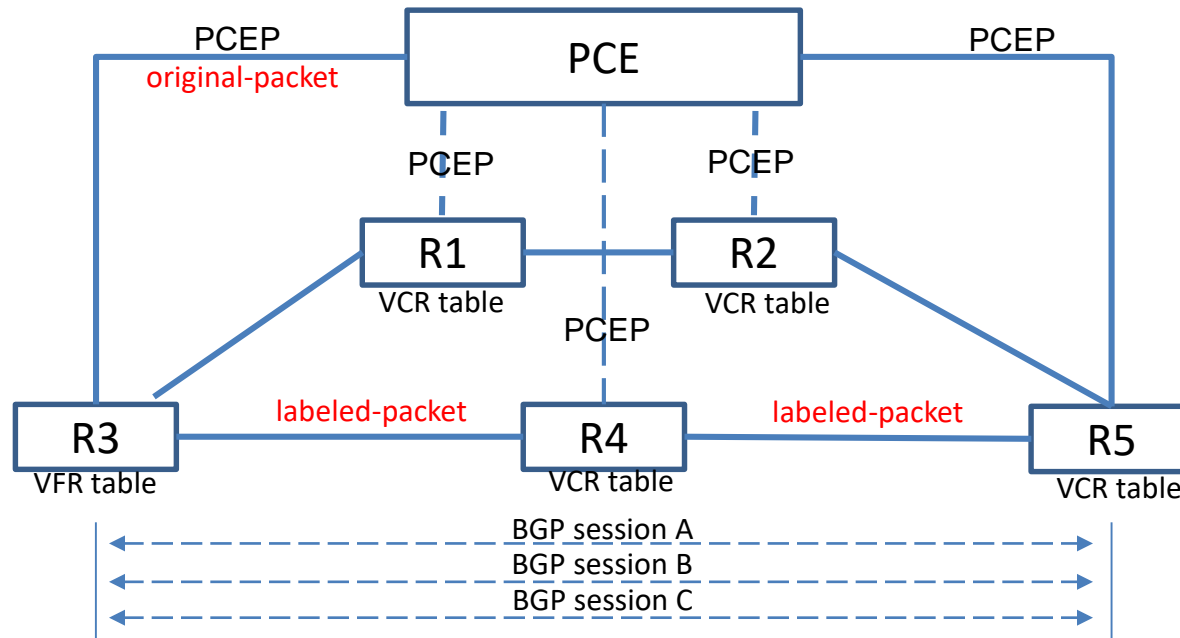 PCEP
PCE
PCEP
original-packet
PCEP
PCEP
R1
R2
VCR table
VCR table
PCEP
labeled-packet
labeled-packet
R3
R4
R5
VFR table
VCR table
VCR table
BGP session A
BGP session B
BGP session C